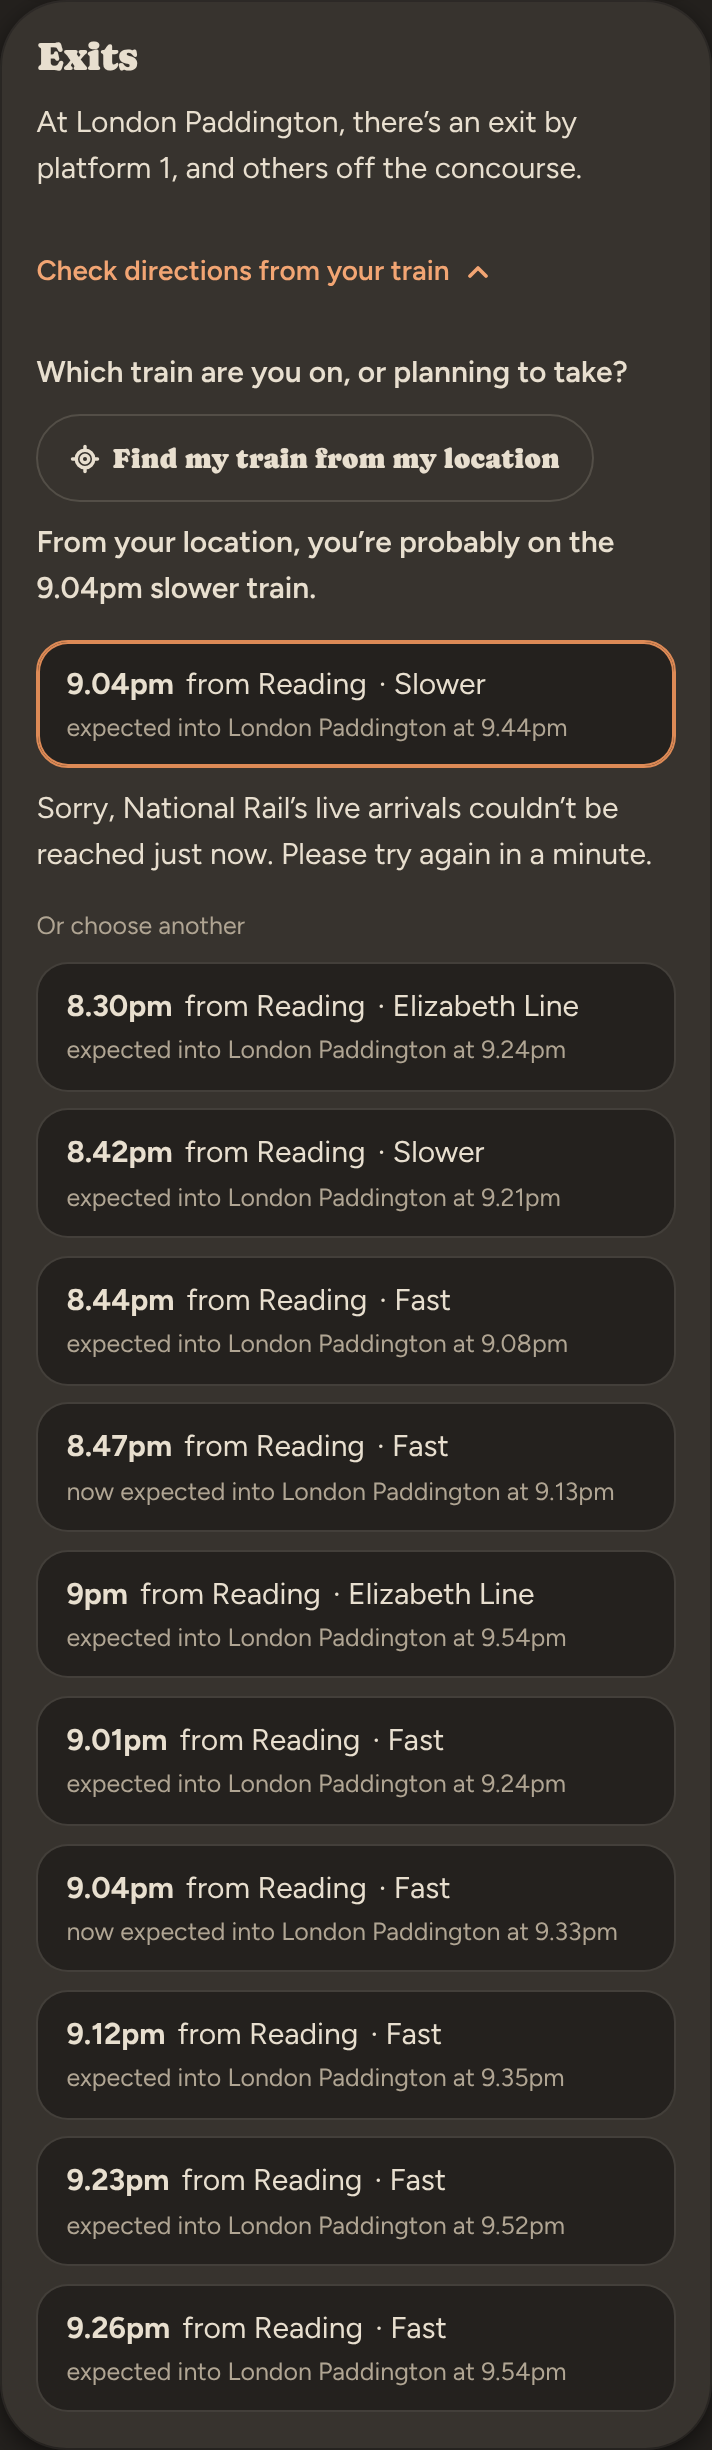 Exits
At London Paddington, there’s an exit by
platform 1, and others off the concourse.
Check directions from your train
Which train are you on, or planning to take?
Find my train from my location
From your location, you’re probably on the
9.04pm slower train.
9.04pm from Reading · Slower
expected into London Paddington at 9.44pm
Sorry, National Rail’s live arrivals couldn’t be
reached just now. Please try again in a minute.
Or choose another
8.30pm from Reading · Elizabeth Line
expected into London Paddington at 9.24pm
8.42pm from Reading · Slower
expected into London Paddington at 9.21pm
8.44pm from Reading · Fast
expected into London Paddington at 9.08pm
8.47pm from Reading · Fast
now expected into London Paddington at 9.13pm
9pm from Reading · Elizabeth Line
expected into London Paddington at 9.54pm
9.01pm from Reading · Fast
expected into London Paddington at 9.24pm
9.04pm from Reading · Fast
now expected into London Paddington at 9.33pm
9.12pm from Reading · Fast
expected into London Paddington at 9.35pm
9.23pm from Reading · Fast
expected into London Paddington at 9.52pm
9.26pm from Reading · Fast
expected into London Paddington at 9.54pm